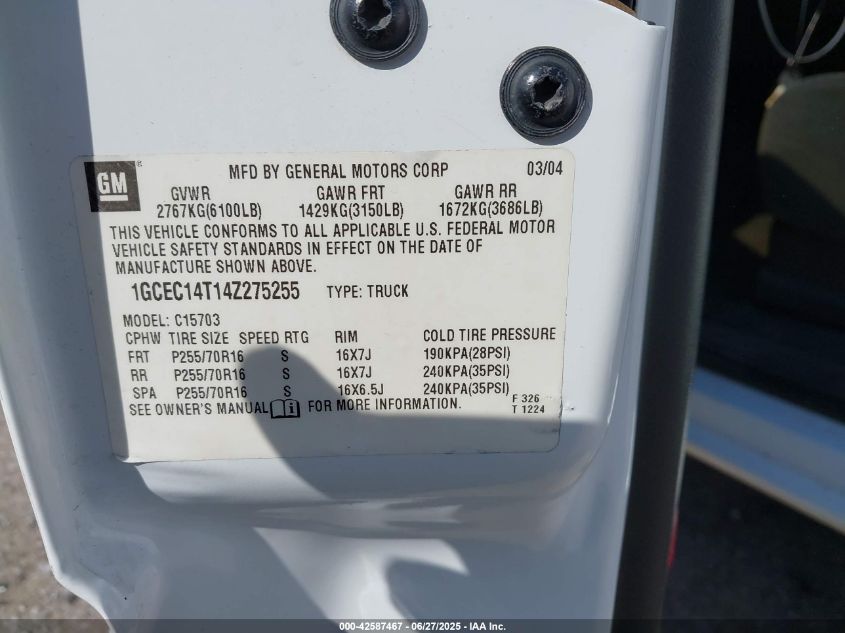 GM
MFD BY GENERAL MOTORS CORP 03/04
GVWR GAWR FRT GAWR RR
2767KG(6100LB) 1429KG(3150LB) 1672KG(3686LB)
THIS VEHICLE CONFORMS TO ALL APPLICABLE U.S. FEDERAL MOTOR
VEHICLE SAFETY STANDARDS IN EFFECT ON THE DATE OF
MANUFACTURE SHOWN ABOVE.
1GCEC14T14Z275255 TYPE: TRUCK
MODEL: C15703
CPHW TIRE SIZE SPEED RTG RIM COLD TIRE PRESSURE
FRT P255/70R16 S 16X7J 190KPA(28PSI)
RR P255/70R16 S 16X7J 240KPA(35PSI)
SPA P255/70R16 S 16X6.5J 240KPA(35PSI)
SEE OWNER'S MANUAL i FOR MORE INFORMATION.
F 326
T 1224
000-42587467 - 06/27/2025 - IAA Inc.